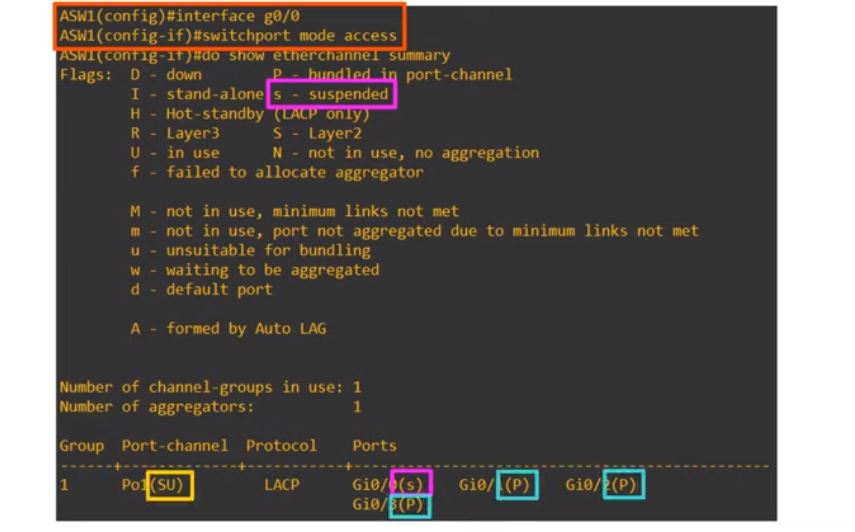 ASW1(config)#interface g0/0
ASW1(config-if)#switchport mode access
ASW1(config-if)#do show etherchannel summary
Flags:  D - down        P - bundled in port-channel
        I - stand-alone s - suspended
        H - Hot-standby (LACP only)
        R - Layer3      S - Layer2
        U - in use      N - not in use, no aggregation
        f - failed to allocate aggregator
        M - not in use, minimum links not met
        m - not in use, port not aggregated due to minimum links not met
        u - unsuitable for bundling
        w - waiting to be aggregated
        d - default port
        A - formed by Auto LAG
Number of channel-groups in use: 1
Number of aggregators:           1
Group  Port-channel  Protocol    Ports
------+-------------+-----------+-----------------------------------------------
1      Po1(SU)         LACP      Gi0/0(s)    Gi0/1(P)    Gi0/2(P)
                                 Gi0/3(P)